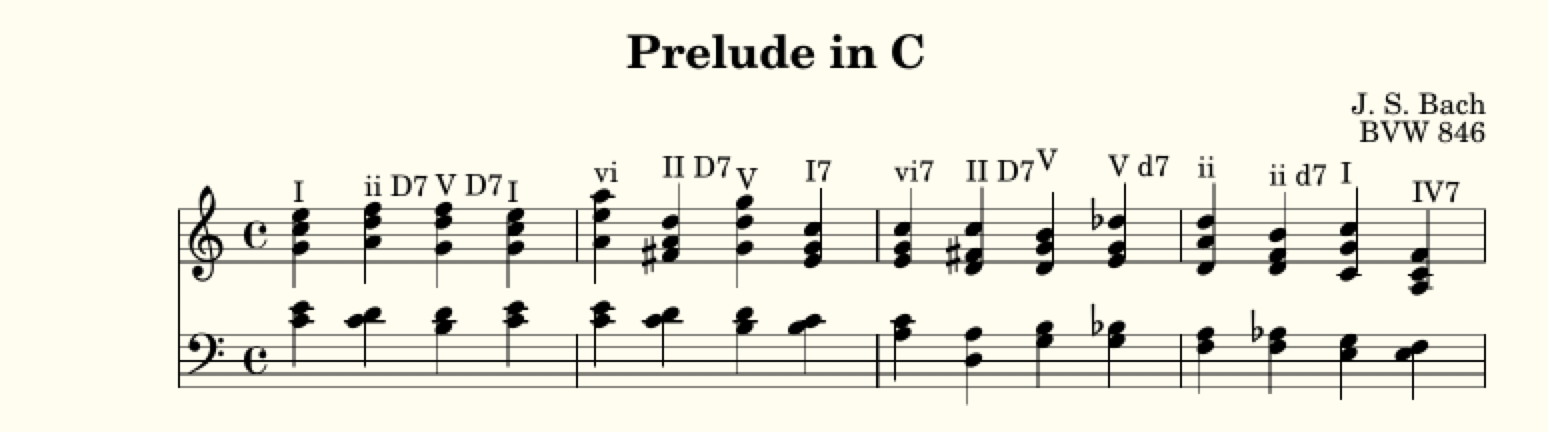 Prelude in C
J. S. Bach
BVW 846
I ii D7 V D7 I vi II D7 V I7 vi7 II D7 V V d7 ii ii d7 I IV7